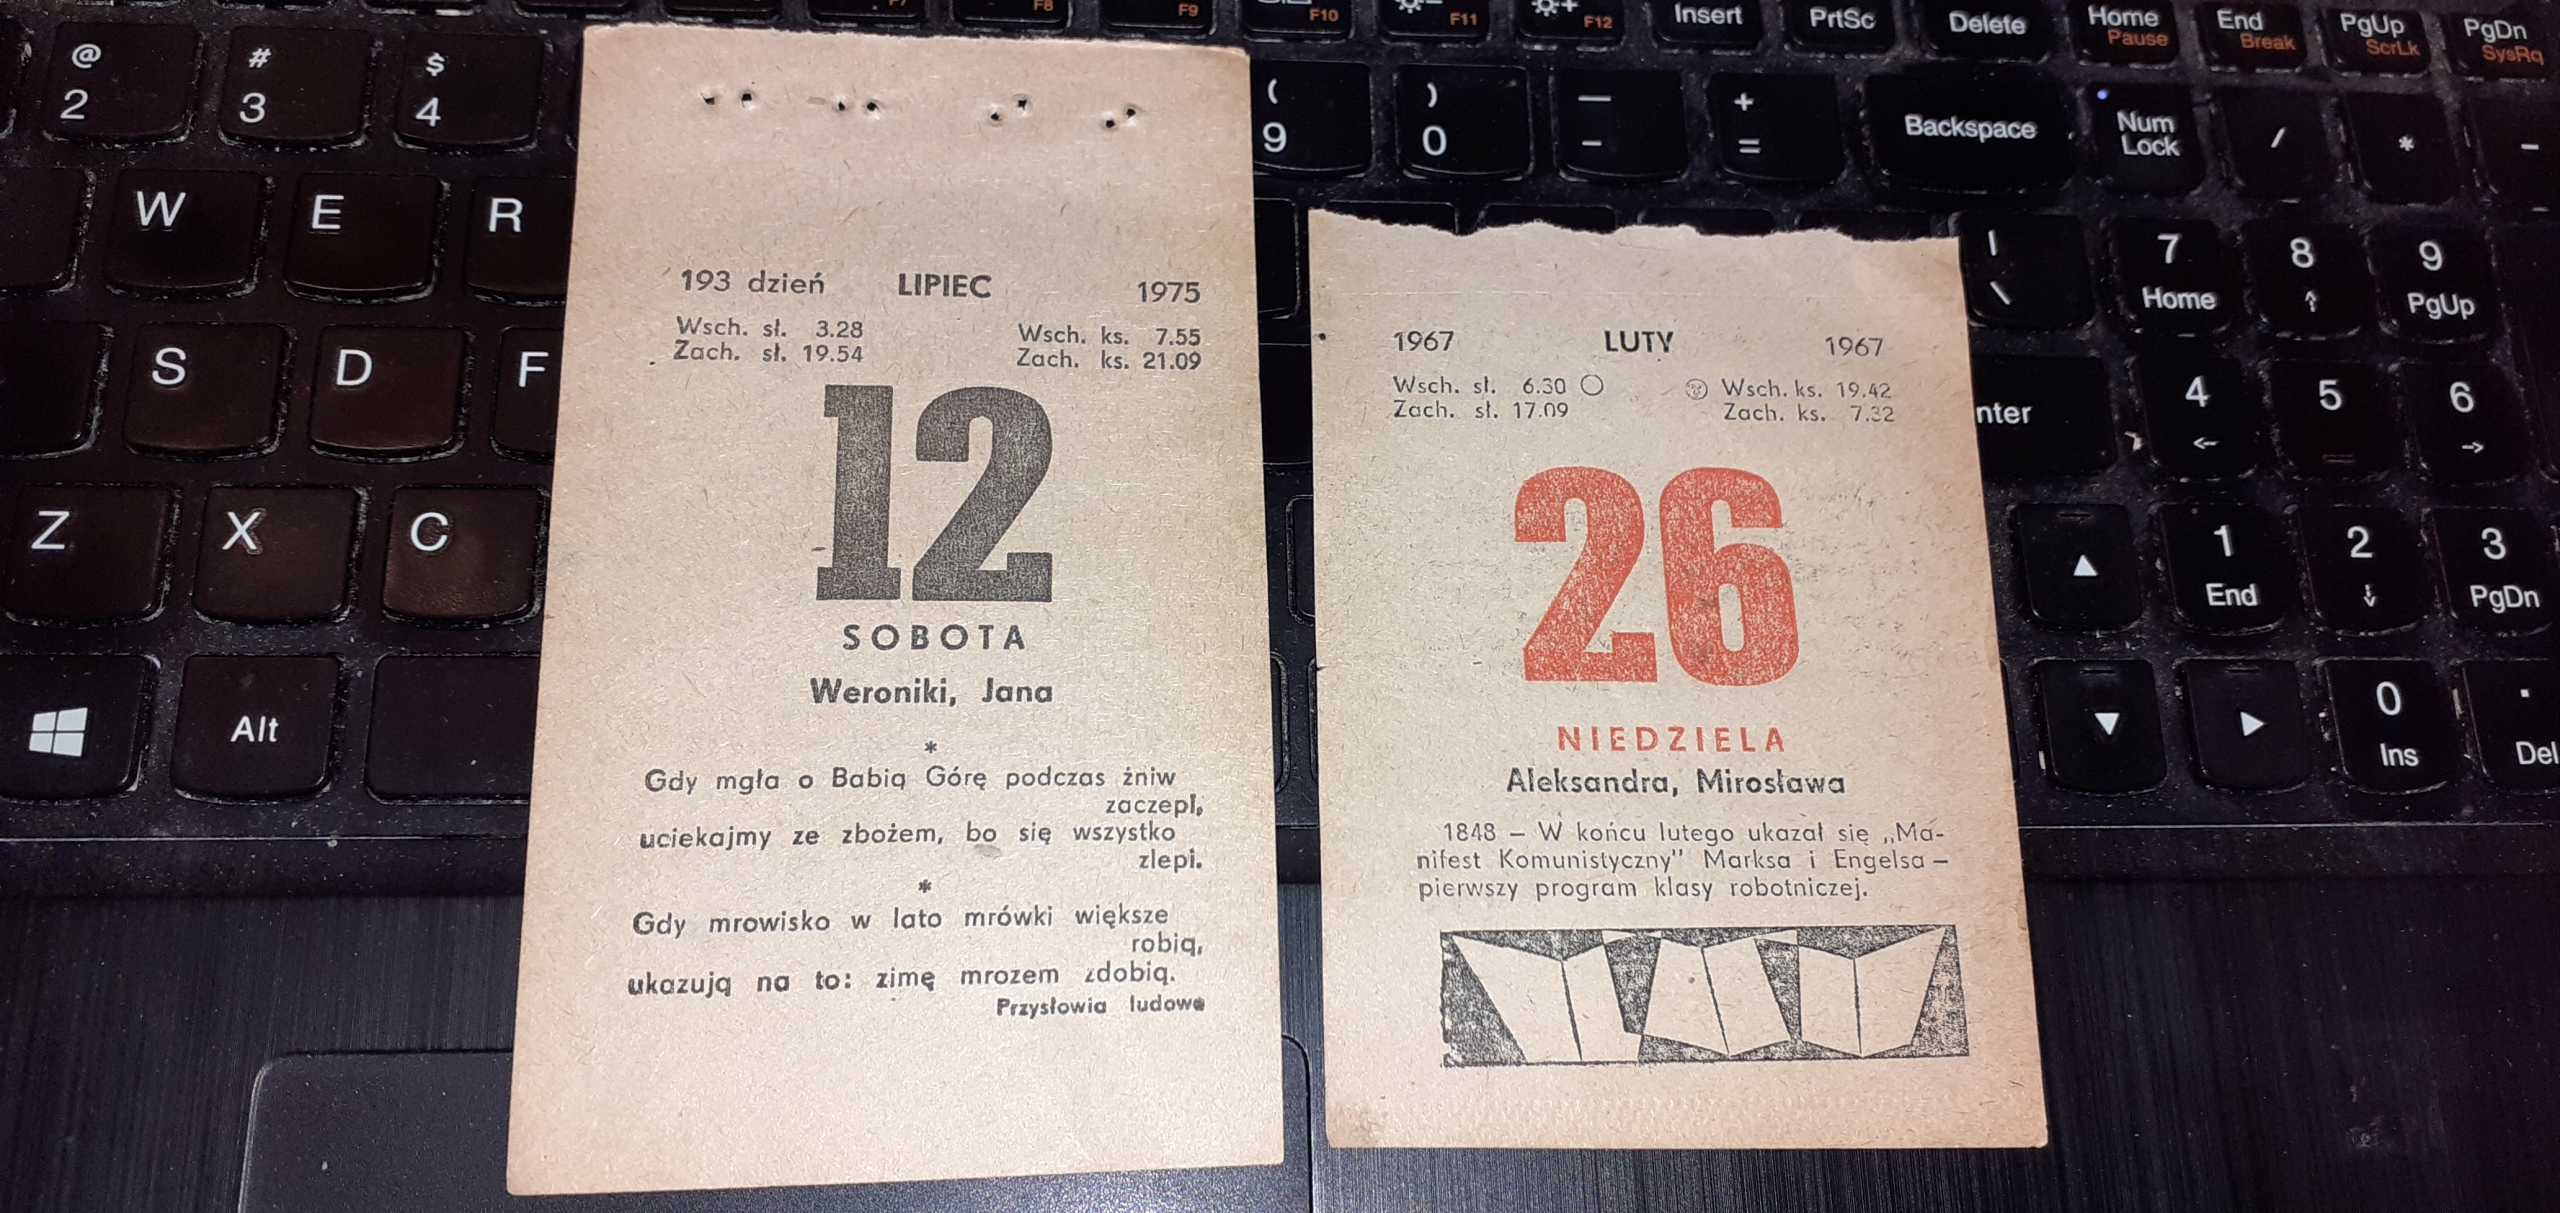 F8
F9
F10
F11
F12
Insert
PrtSc
Delete
Home
Pause
End
Break
PgUp
ScrLk
PgDn
SysRq
@
2
#
3
$
4
(
9
)
0
—
-
+
=
Backspace
Num
Lock
/
*
-
W
E
R
|
\
7
Home
8
↑
9
PgUp
S
D
F
nter
4
←
5
6
→
Z
X
C
1
End
2
↓
3
PgDn
Alt
0
Ins
.
Del
193 dzień LIPIEC 1975
Wsch. sł. 3.28 Wsch. ks. 7.55
Zach. sł. 19.54 Zach. ks. 21.09
12
SOBOTA
Weroniki, Jana
*
Gdy mgła o Babią Górę podczas żniw
zaczepi,
uciekajmy ze zbożem, bo się wszystko
zlepi.
*
Gdy mrowisko w lato mrówki większe
robią,
ukazują na to: zimę mrozem zdobią.
Przysłowia ludowe
1967 LUTY 1967
Wsch. sł. 6.30 Wsch. ks. 19.42
Zach. sł. 17.09 Zach. ks. 7.32
26
NIEDZIELA
Aleksandra, Mirosława
1848 – W końcu lutego ukazał się „Ma-
nifest Komunistyczny" Marksa i Engelsa –
pierwszy program klasy robotniczej.